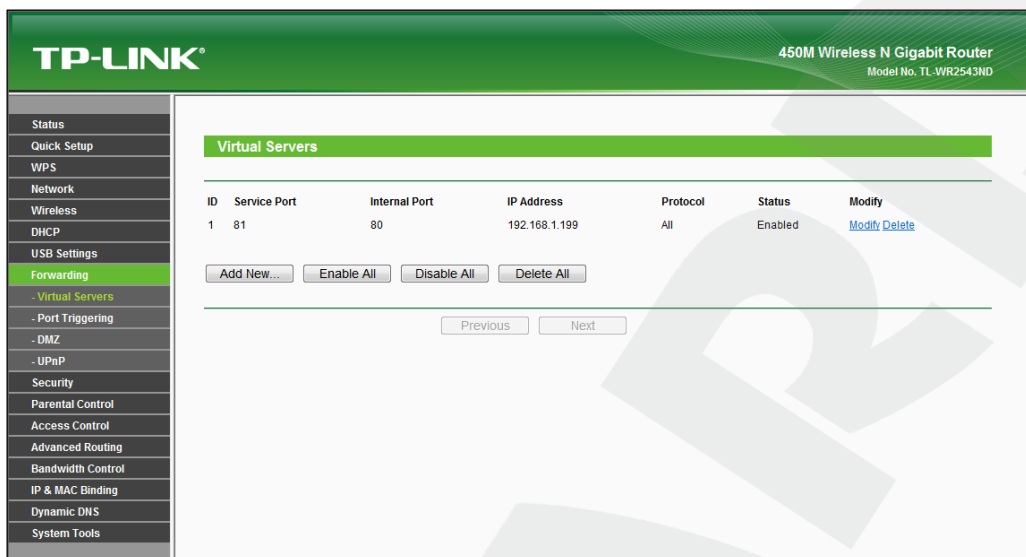 TP-LINK®
450M Wireless N Gigabit Router
Model No. TL-WR2543ND
Status
Quick Setup
WPS
Network
Wireless
DHCP
USB Settings
Forwarding
- Virtual Servers
- Port Triggering
- DMZ
- UPnP
Security
Parental Control
Access Control
Advanced Routing
Bandwidth Control
IP & MAC Binding
Dynamic DNS
System Tools
Virtual Servers
ID Service Port Internal Port IP Address Protocol Status Modify
1 81 80 192.168.1.199 All Enabled Modify Delete
Add New... Enable All Disable All Delete All
Previous Next